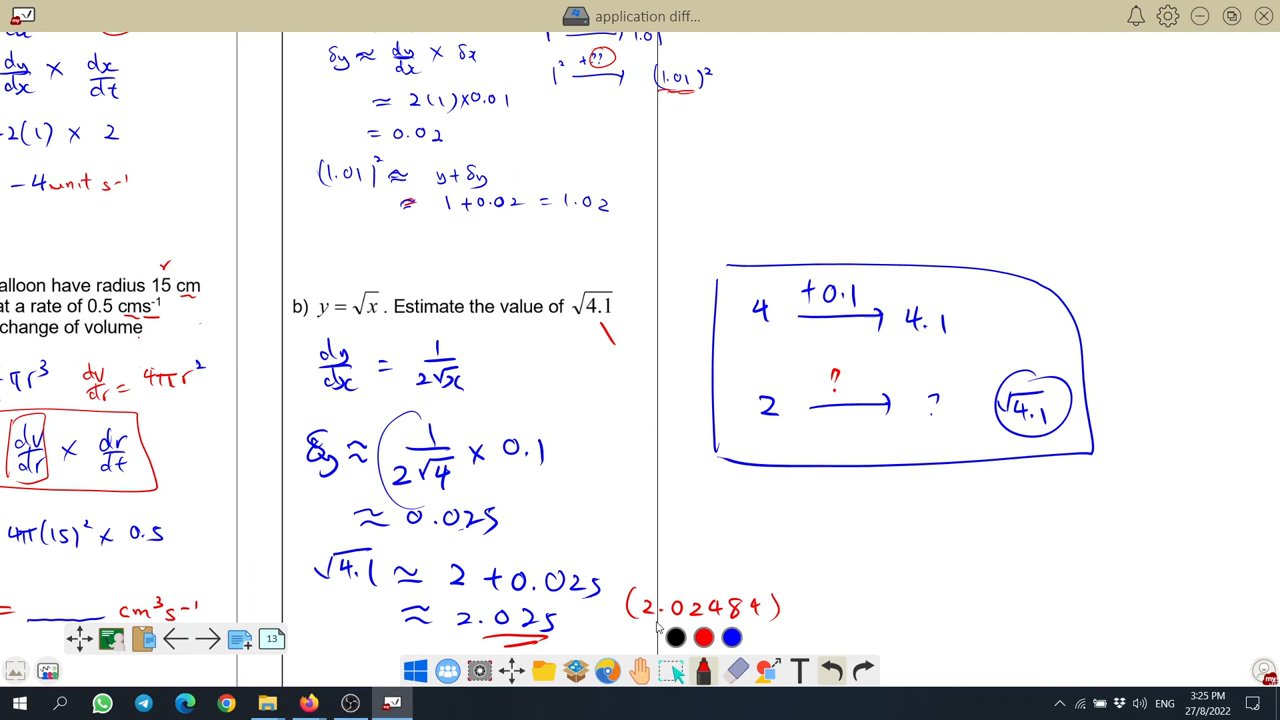 application diff...
dy/dx × dx/dt
-2(1) × 2
-4 unit s⁻¹
alloon have radius 15 cm
at a rate of 0.5 cms⁻¹
change of volume
πr³ dv/dr = 4πr²
dv/dr × dr/dt
4π(15)² × 0.5
= ____ cm³s⁻¹
1.01
δy ≈ dy/dx × δx
1² +?? (1.01)²
≈ 2(1)×0.01
= 0.02
(1.01)² ≈ y+δy
= 1+0.02 = 1.02
b) y = √x . Estimate the value of √4.1
dy/dx = 1/2√x
δy ≈ 1/2√4 × 0.1
≈ 0.025
√4.1 ≈ 2 + 0.025
≈ 2.025 (2.02484)
4 +0.1 4.1
2 ? ? √4.1
13
ENG
3:25 PM
27/8/2022